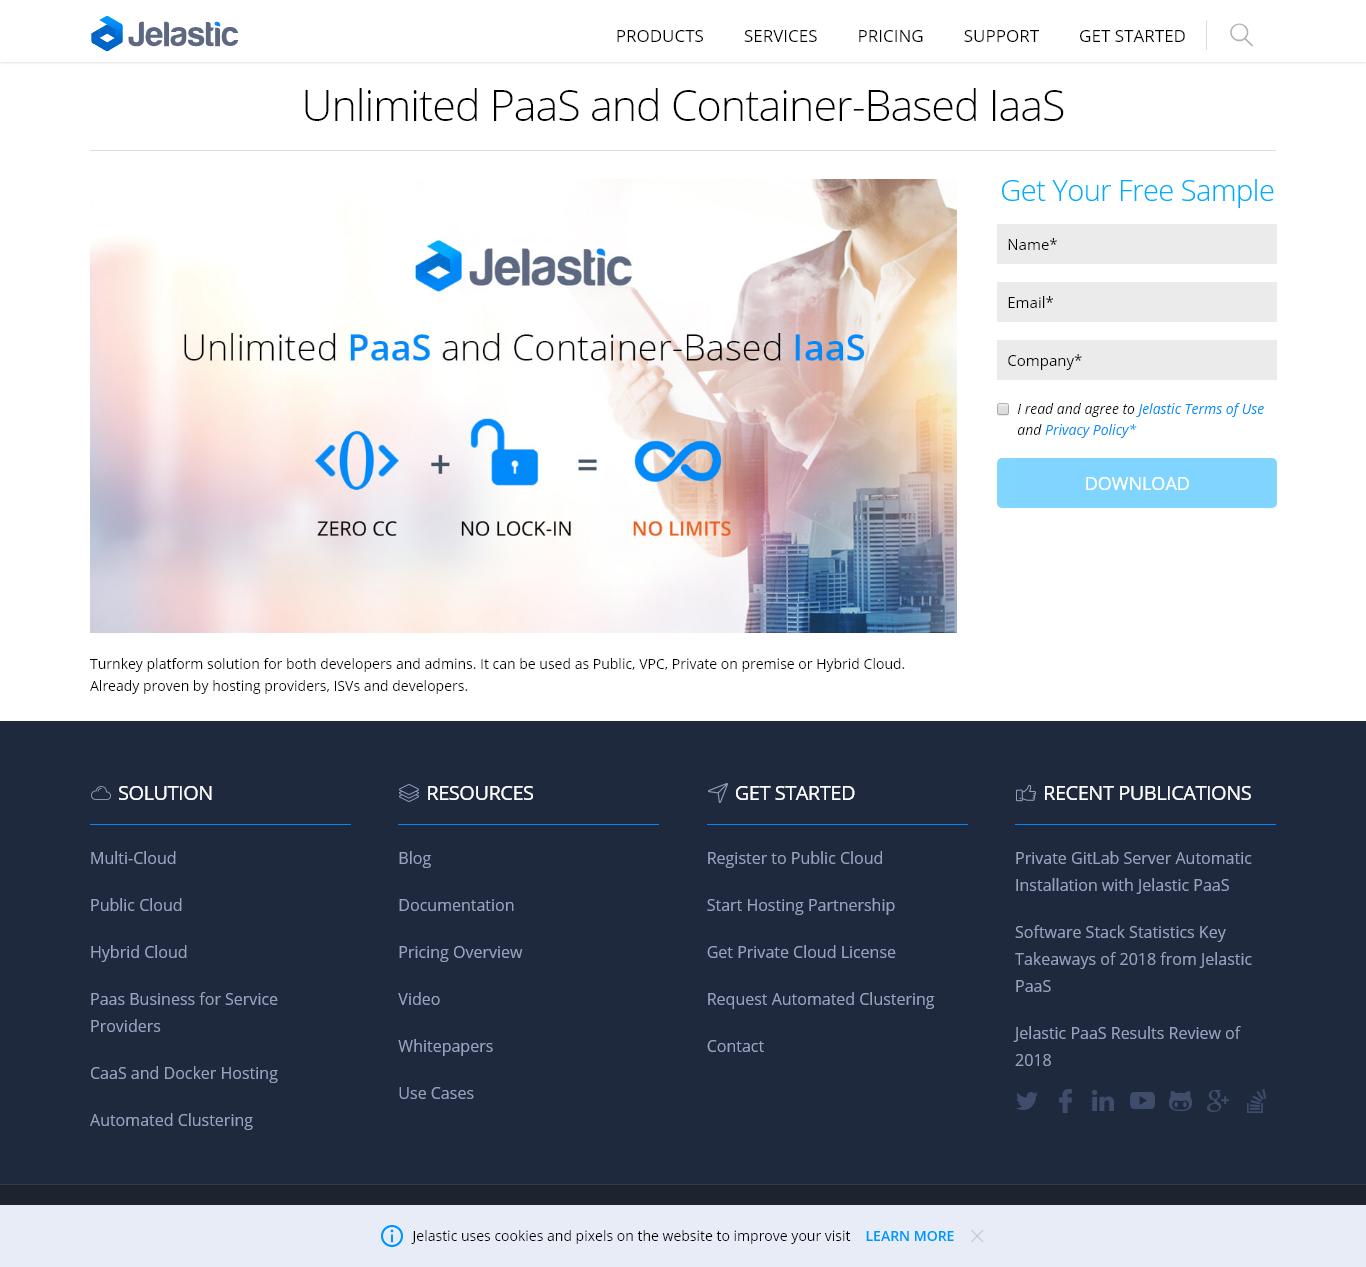 Jelastic
PRODUCTS SERVICES PRICING SUPPORT GET STARTED
Unlimited PaaS and Container-Based IaaS
Jelastic
Unlimited PaaS and Container-Based IaaS
+ =
ZERO CC NO LOCK-IN NO LIMITS
Get Your Free Sample
Name*
Email*
Company*
I read and agree to Jelastic Terms of Use
and Privacy Policy*
DOWNLOAD
Turnkey platform solution for both developers and admins. It can be used as Public, VPC, Private on premise or Hybrid Cloud.
Already proven by hosting providers, ISVs and developers.
SOLUTION
Multi-Cloud
Public Cloud
Hybrid Cloud
Paas Business for Service
Providers
CaaS and Docker Hosting
Automated Clustering
RESOURCES
Blog
Documentation
Pricing Overview
Video
Whitepapers
Use Cases
GET STARTED
Register to Public Cloud
Start Hosting Partnership
Get Private Cloud License
Request Automated Clustering
Contact
RECENT PUBLICATIONS
Private GitLab Server Automatic
Installation with Jelastic PaaS
Software Stack Statistics Key
Takeaways of 2018 from Jelastic
PaaS
Jelastic PaaS Results Review of
2018
Jelastic uses cookies and pixels on the website to improve your visit LEARN MORE